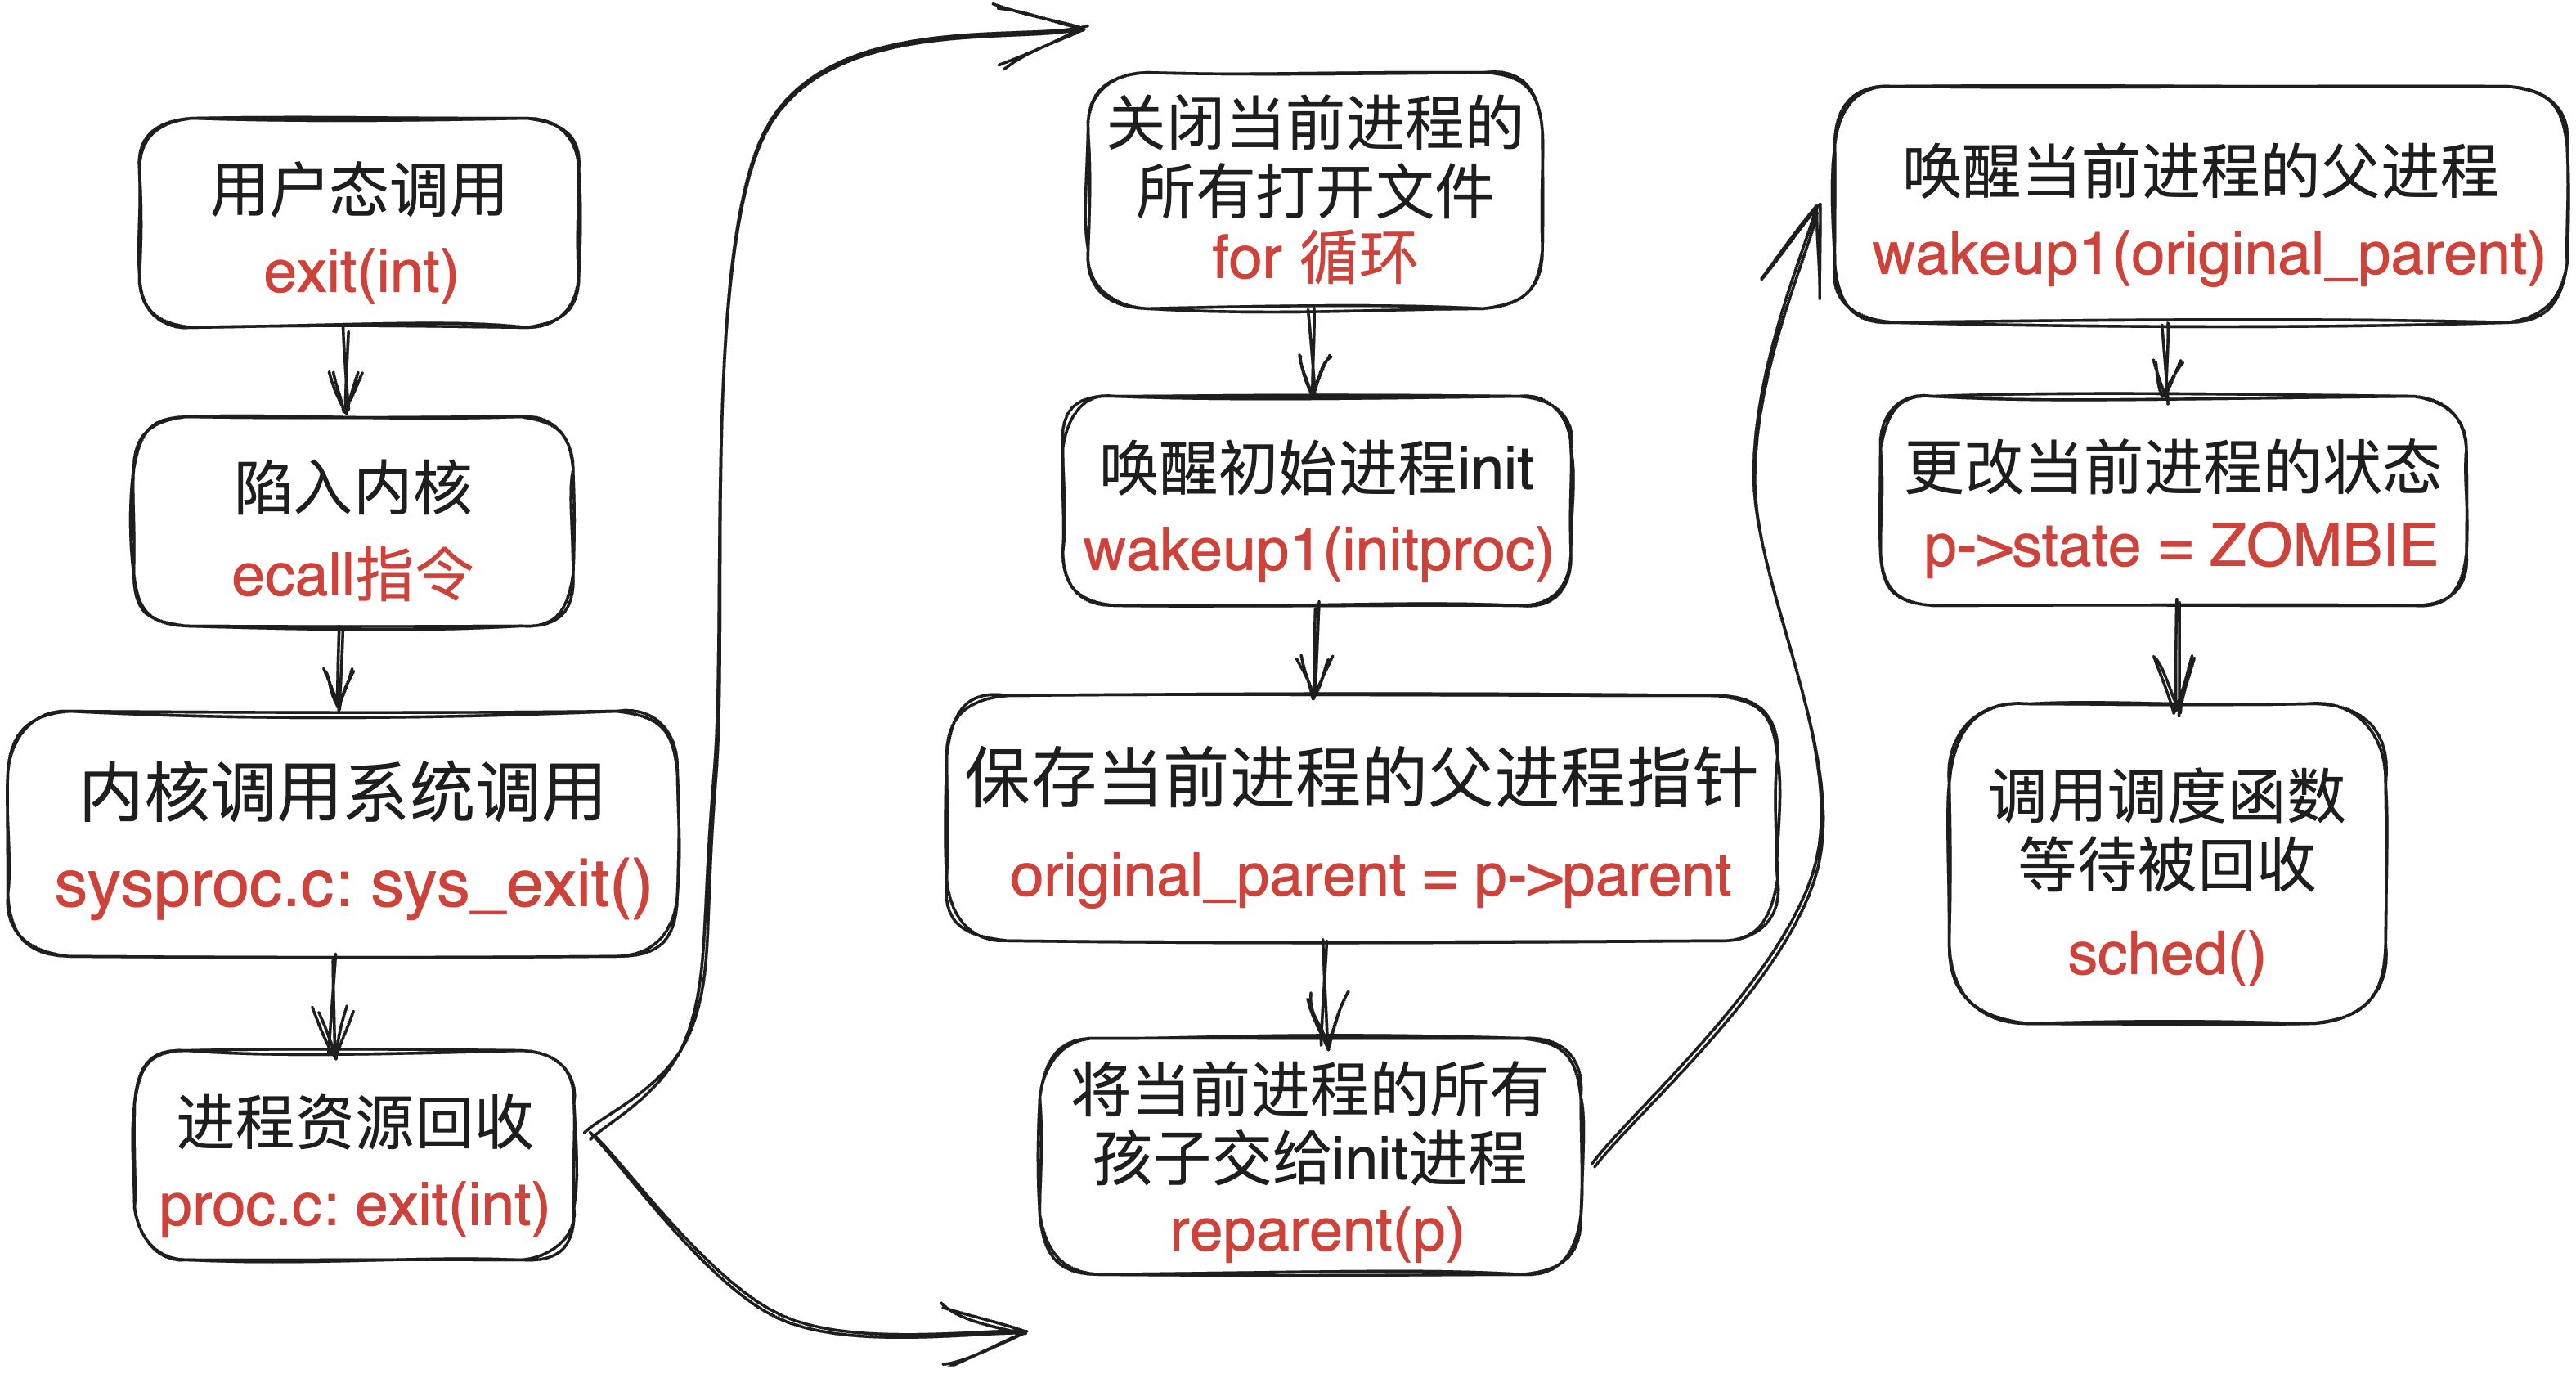 用户态调用
exit(int)
陷入内核
ecall指令
内核调用系统调用
sysproc.c: sys_exit()
进程资源回收
proc.c: exit(int)
关闭当前进程的
所有打开文件
for 循环
唤醒初始进程init
wakeup1(initproc)
保存当前进程的父进程指针
original_parent = p->parent
将当前进程的所有
孩子交给init进程
reparent(p)
唤醒当前进程的父进程
wakeup1(original_parent)
更改当前进程的状态
p->state = ZOMBIE
调用调度函数
等待被回收
sched()